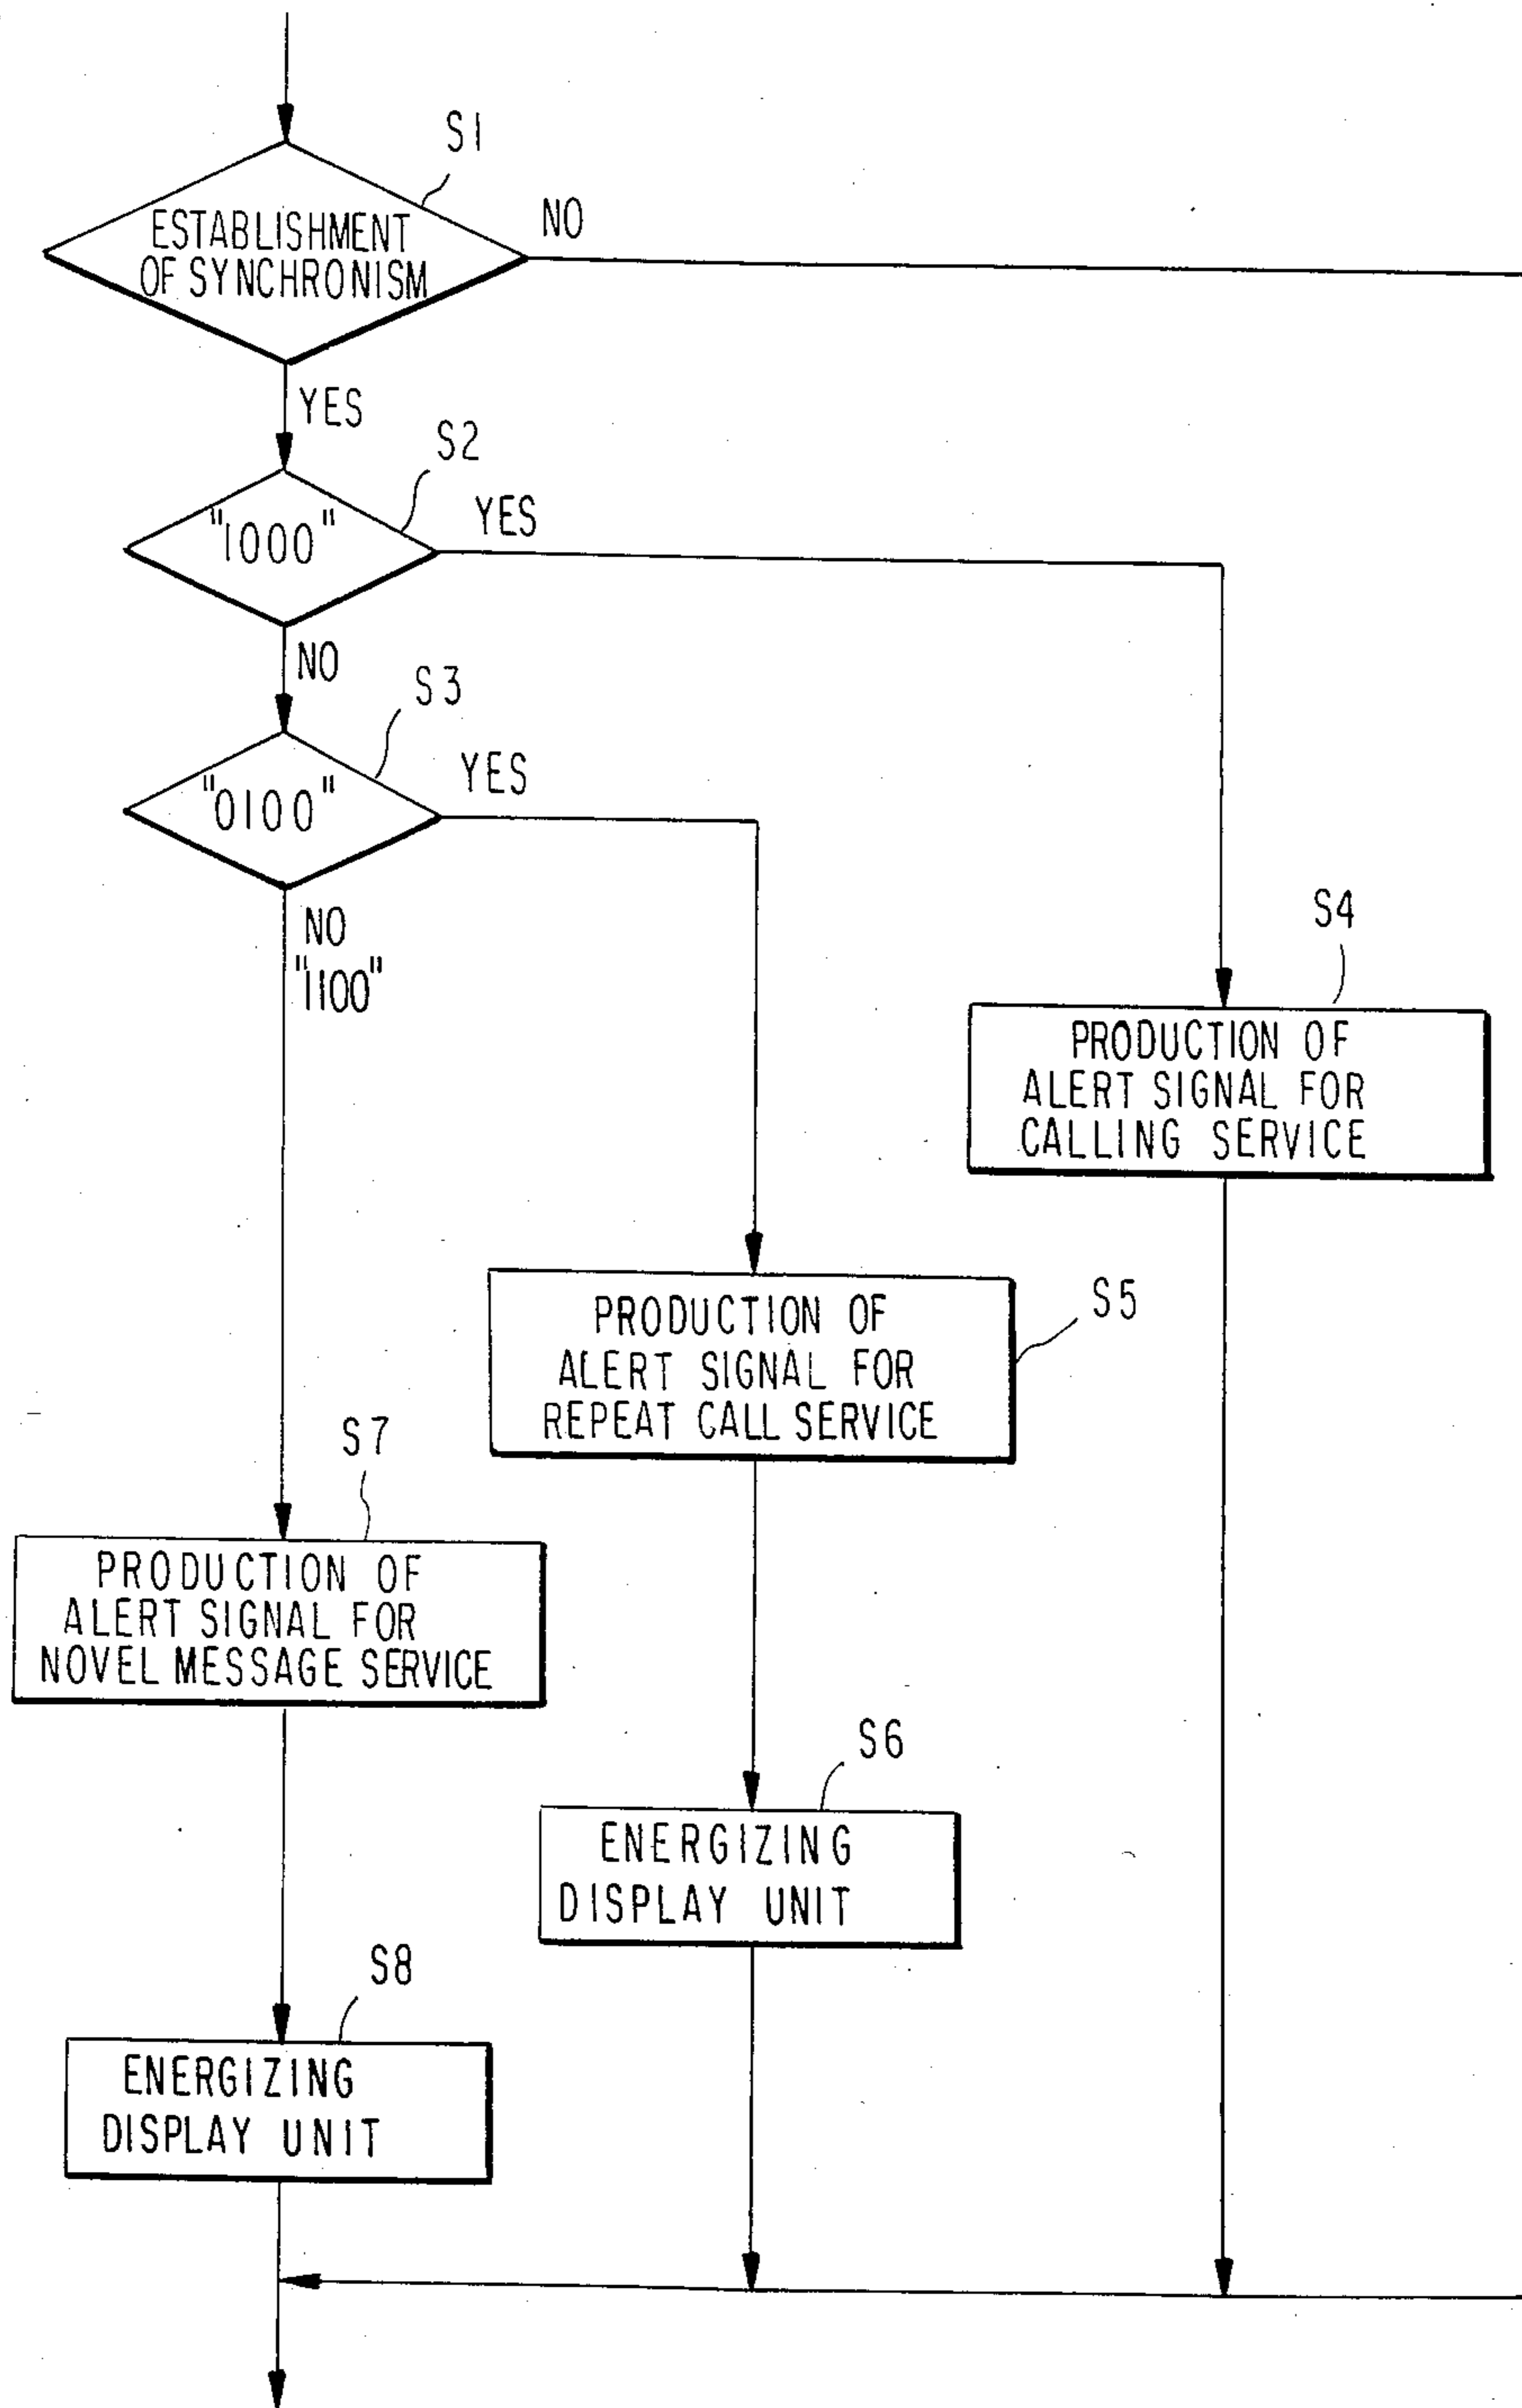 S1
NO
ESTABLISHMENT
OF SYNCHRONISM
YES
S2
"1000"
YES
NO
S3
"0100"
YES
NO
"1100"
S4
PRODUCTION OF
ALERT SIGNAL FOR
CALLING SERVICE
S5
PRODUCTION OF
ALERT SIGNAL FOR
REPEAT CALL SERVICE
S7
PRODUCTION OF
ALERT SIGNAL FOR
NOVEL MESSAGE SERVICE
S6
ENERGIZING
DISPLAY UNIT
S8
ENERGIZING
DISPLAY UNIT